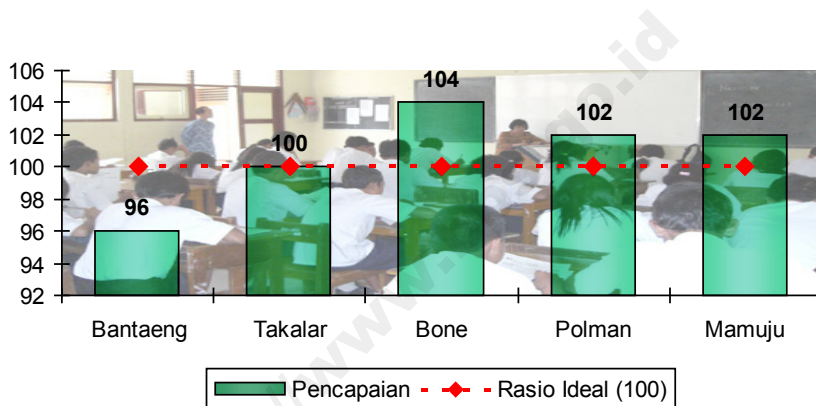 106
104
102
100
98
96
94
92
96
100
104
102
102
Bantaeng
Takalar
Bone
Polman
Mamuju
Pencapaian
Rasio Ideal (100)